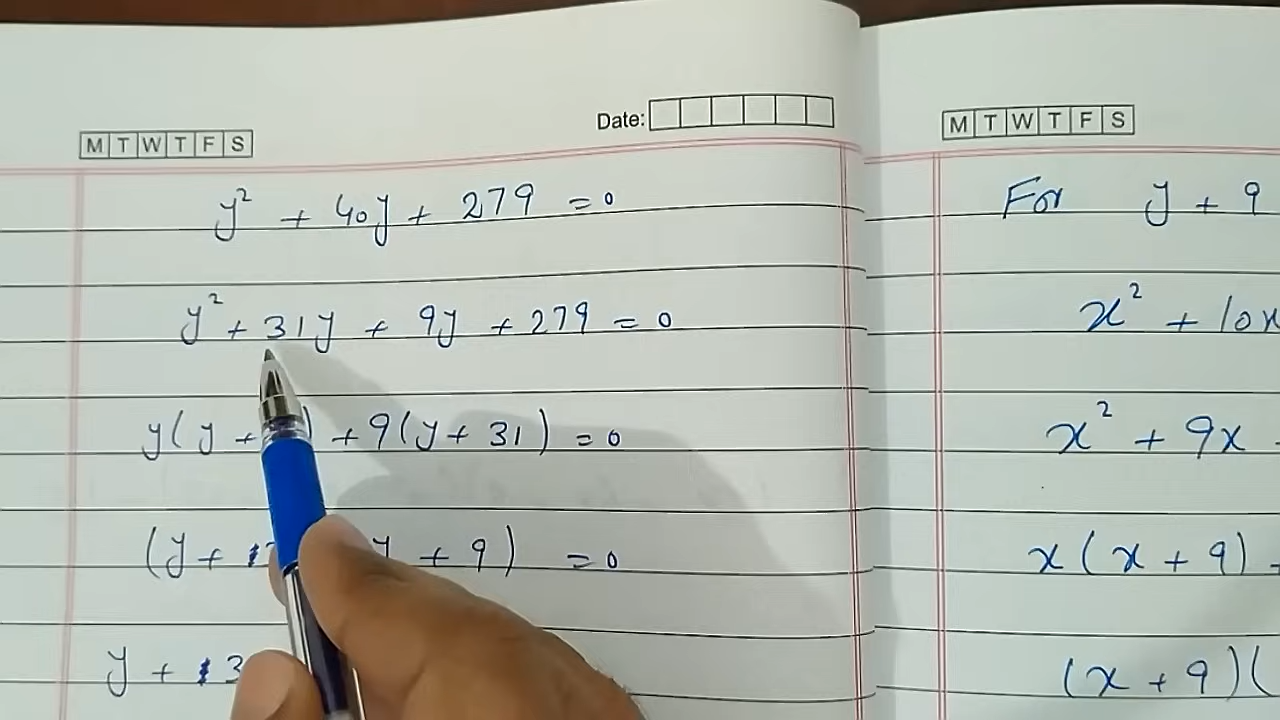 M T W T F S
Date:
y² + 40y + 279 = 0
y² + 31y + 9y + 279 = 0
y(y + ) + 9(y + 31) = 0
(y + y + 9) = 0
y + 3
M T W T F S
For y + 9
x² + 10x
x² + 9x
x(x + 9)
(x + 9)(